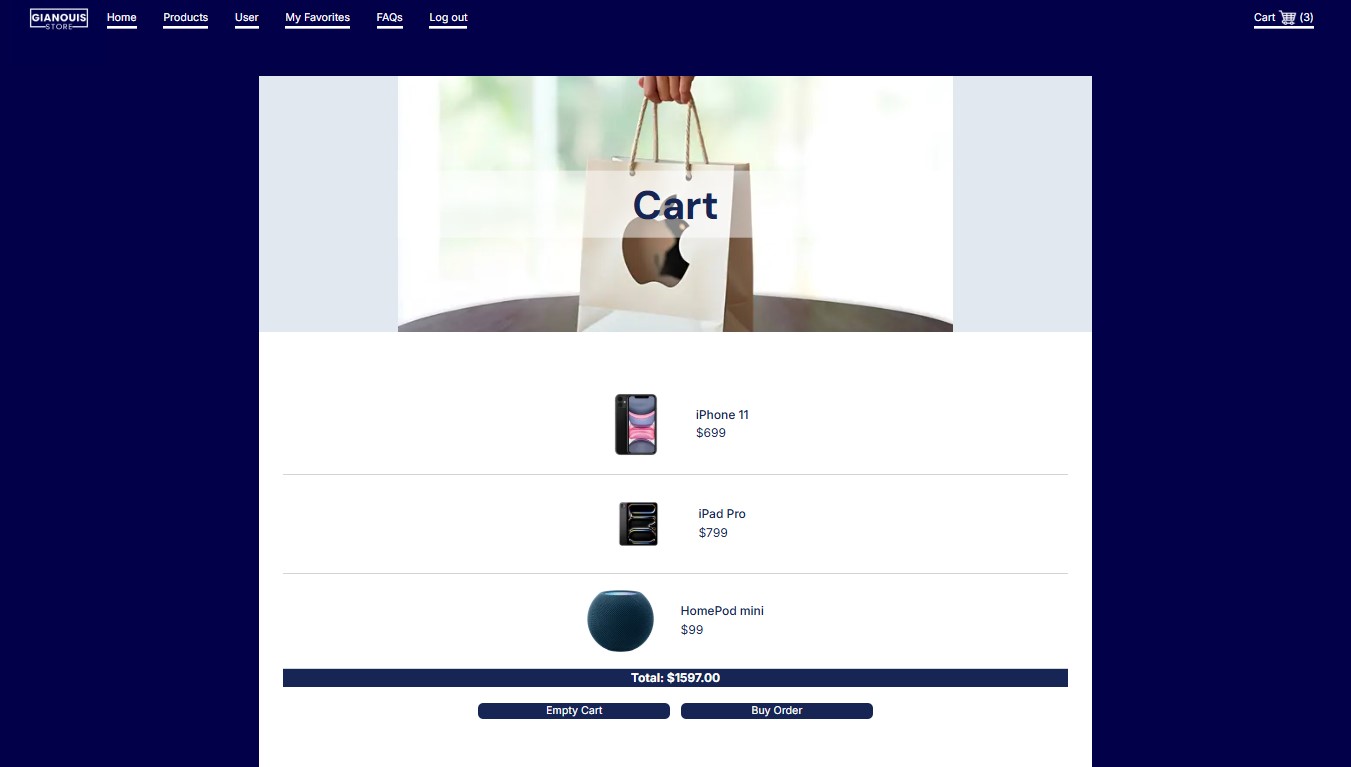 GIANOUIS
STORE
Home Products User My Favorites FAQs Log out Cart (3)
Cart
iPhone 11
$699
iPad Pro
$799
HomePod mini
$99
Total: $1597.00
Empty Cart Buy Order